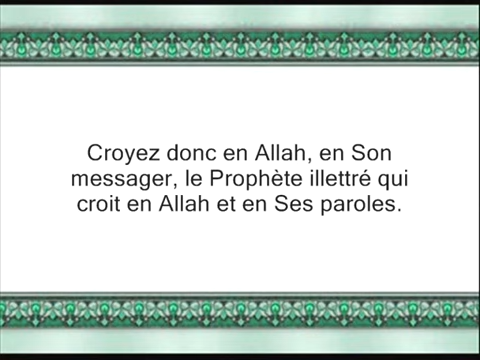 Croyez donc en Allah, en Son
messager, le Prophète illettré qui
croit en Allah et en Ses paroles.